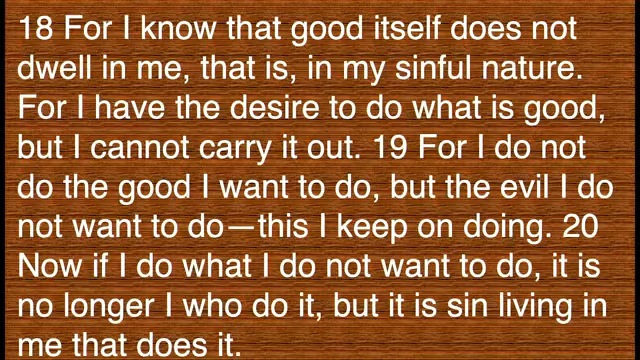 18 For I know that good itself does not
dwell in me, that is, in my sinful nature.
For I have the desire to do what is good,
but I cannot carry it out. 19 For I do not
do the good I want to do, but the evil I do
not want to do—this I keep on doing. 20
Now if I do what I do not want to do, it is
no longer I who do it, but it is sin living in
me that does it.